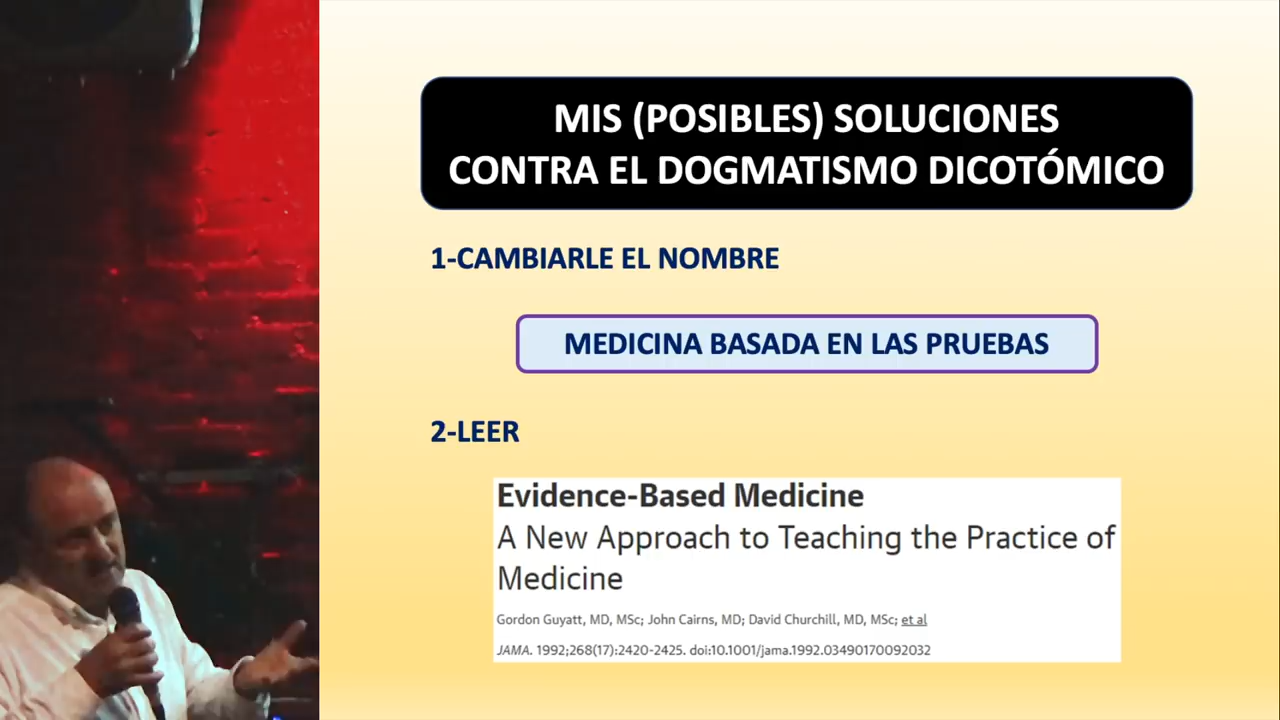 MIS (POSIBLES) SOLUCIONES
CONTRA EL DOGMATISMO DICOTÓMICO
1-CAMBIARLE EL NOMBRE
MEDICINA BASADA EN LAS PRUEBAS
2-LEER
Evidence-Based Medicine
A New Approach to Teaching the Practice of
Medicine
Gordon Guyatt, MD, MSc; John Cairns, MD; David Churchill, MD, MSc; et al
JAMA. 1992;268(17):2420-2425. doi:10.1001/jama.1992.03490170092032